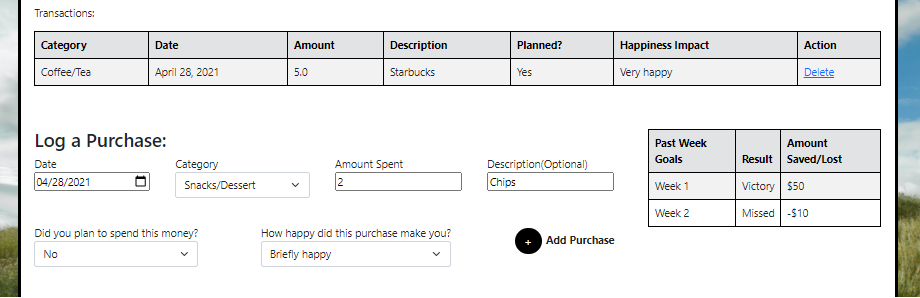 Transactions:
Category Date Amount Description Planned? Happiness Impact Action
Coffee/Tea April 28, 2021 5.0 Starbucks Yes Very happy Delete
Log a Purchase:
Date Category Amount Spent Description(Optional)
04/28/2021 Snacks/Dessert 2 Chips
Did you plan to spend this money? How happy did this purchase make you?
No Briefly happy + Add Purchase
Past Week Goals Result Amount Saved/Lost
Week 1 Victory $50
Week 2 Missed -$10